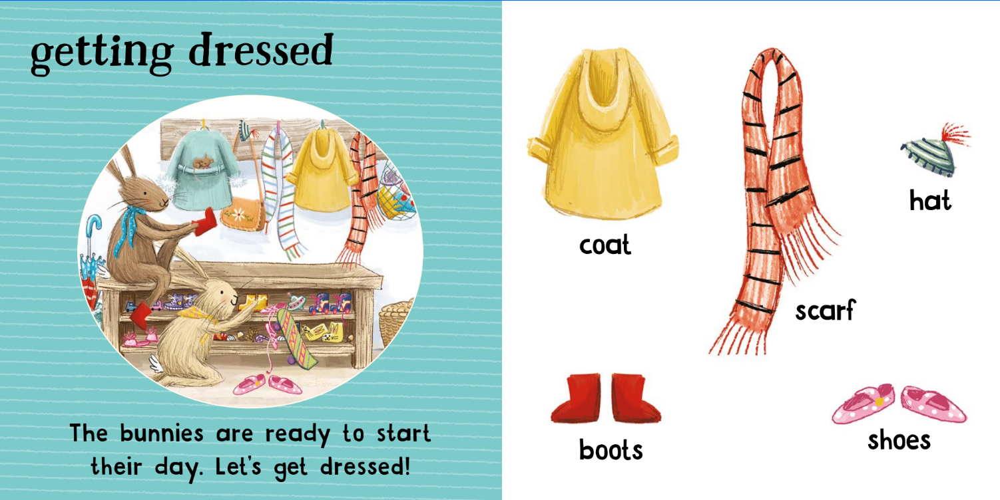 getting dressed
The bunnies are ready to start
their day. Let's get dressed!
coat
scarf
hat
boots
shoes